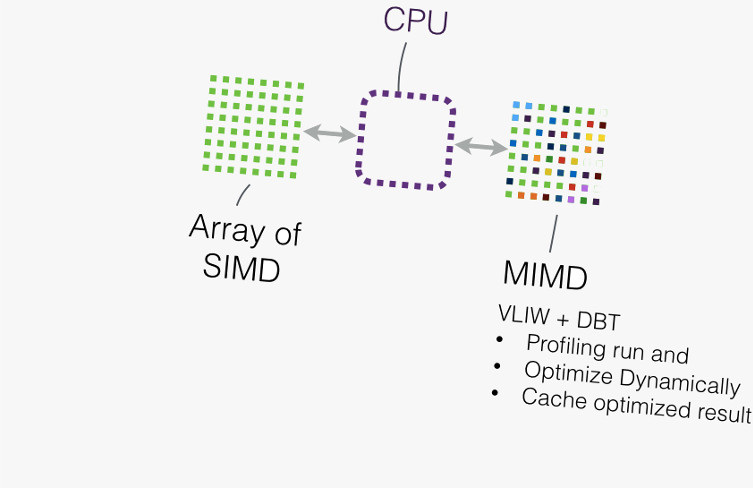 CPU
Array of
SIMD
MIMD
VLIW + DBT
• Profiling run and
• Optimize Dynamically
• Cache optimized result